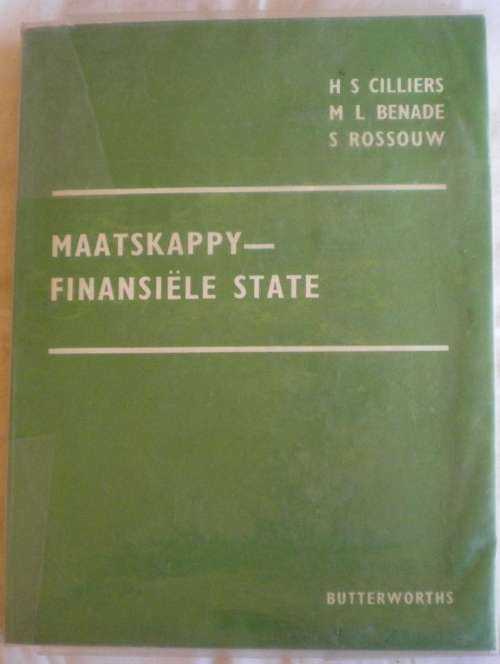 H S CILLIERS
M L BENADE
S ROSSOUW
MAATSKAPPY—
FINANSIËLE STATE
BUTTERWORTHS